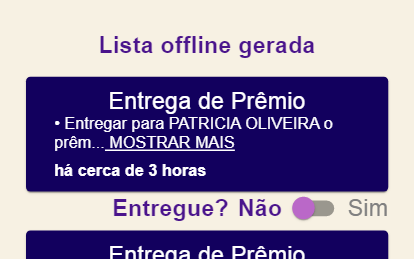 Lista offline gerada
Entrega de Prêmio
• Entregar para PATRICIA OLIVEIRA o
prêm... MOSTRAR MAIS
há cerca de 3 horas
Entregue? Não Sim
Entrega de Prêmio